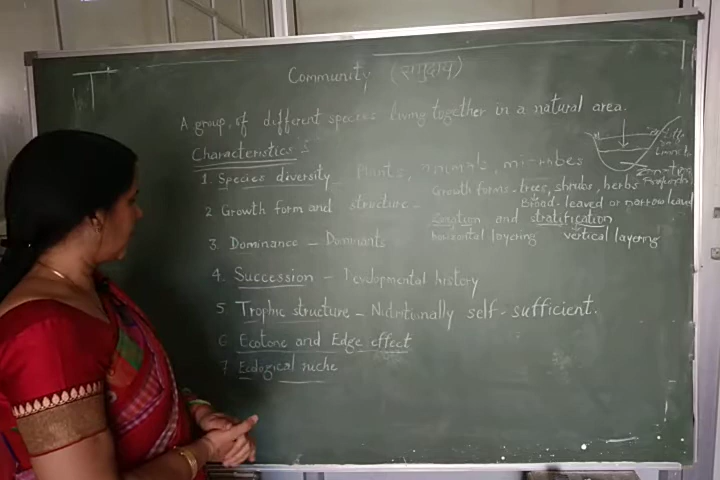 Community (समुदाय)
A group of different species living together in a natural area.
Characteristics :
1. Species diversity - Plants, animals, microbes
Growth forms - trees, shrubs, herbs
Broad-leaved or narrow leaved
2 Growth form and structure -
Zonation and stratification
horizontal layering vertical layering
3. Dominance - Dominants
4. Succession - Developmental history
5. Trophic structure - Nutritionally self-sufficient.
6 Ecotone and Edge effect
7 Ecological niche